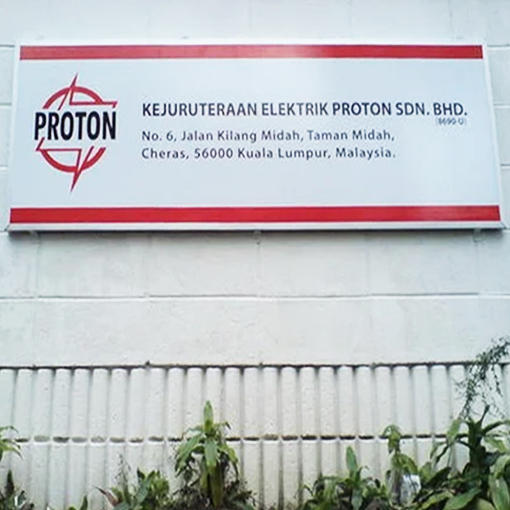 PROTON
KEJURUTERAAN ELEKTRIK PROTON SDN. BHD.
(8690-U)
No. 6, Jalan Kilang Midah, Taman Midah,
Cheras, 56000 Kuala Lumpur, Malaysia.